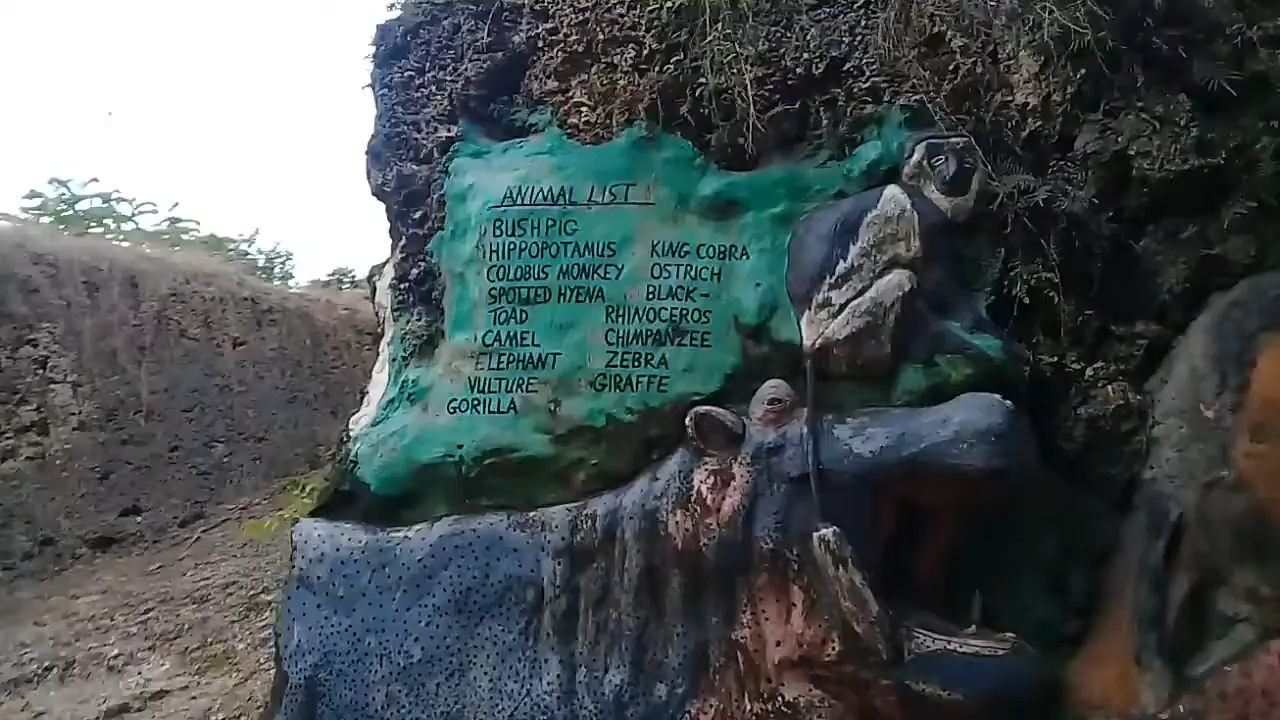 ANIMAL LIST
BUSHPIG
HIPPOPOTAMUS
COLOBUS MONKEY
SPOTTED HYENA
TOAD
CAMEL
ELEPHANT
VULTURE
GORILLA
KING COBRA
OSTRICH
BLACK-
RHINOCEROS
CHIMPANZEE
ZEBRA
GIRAFFE